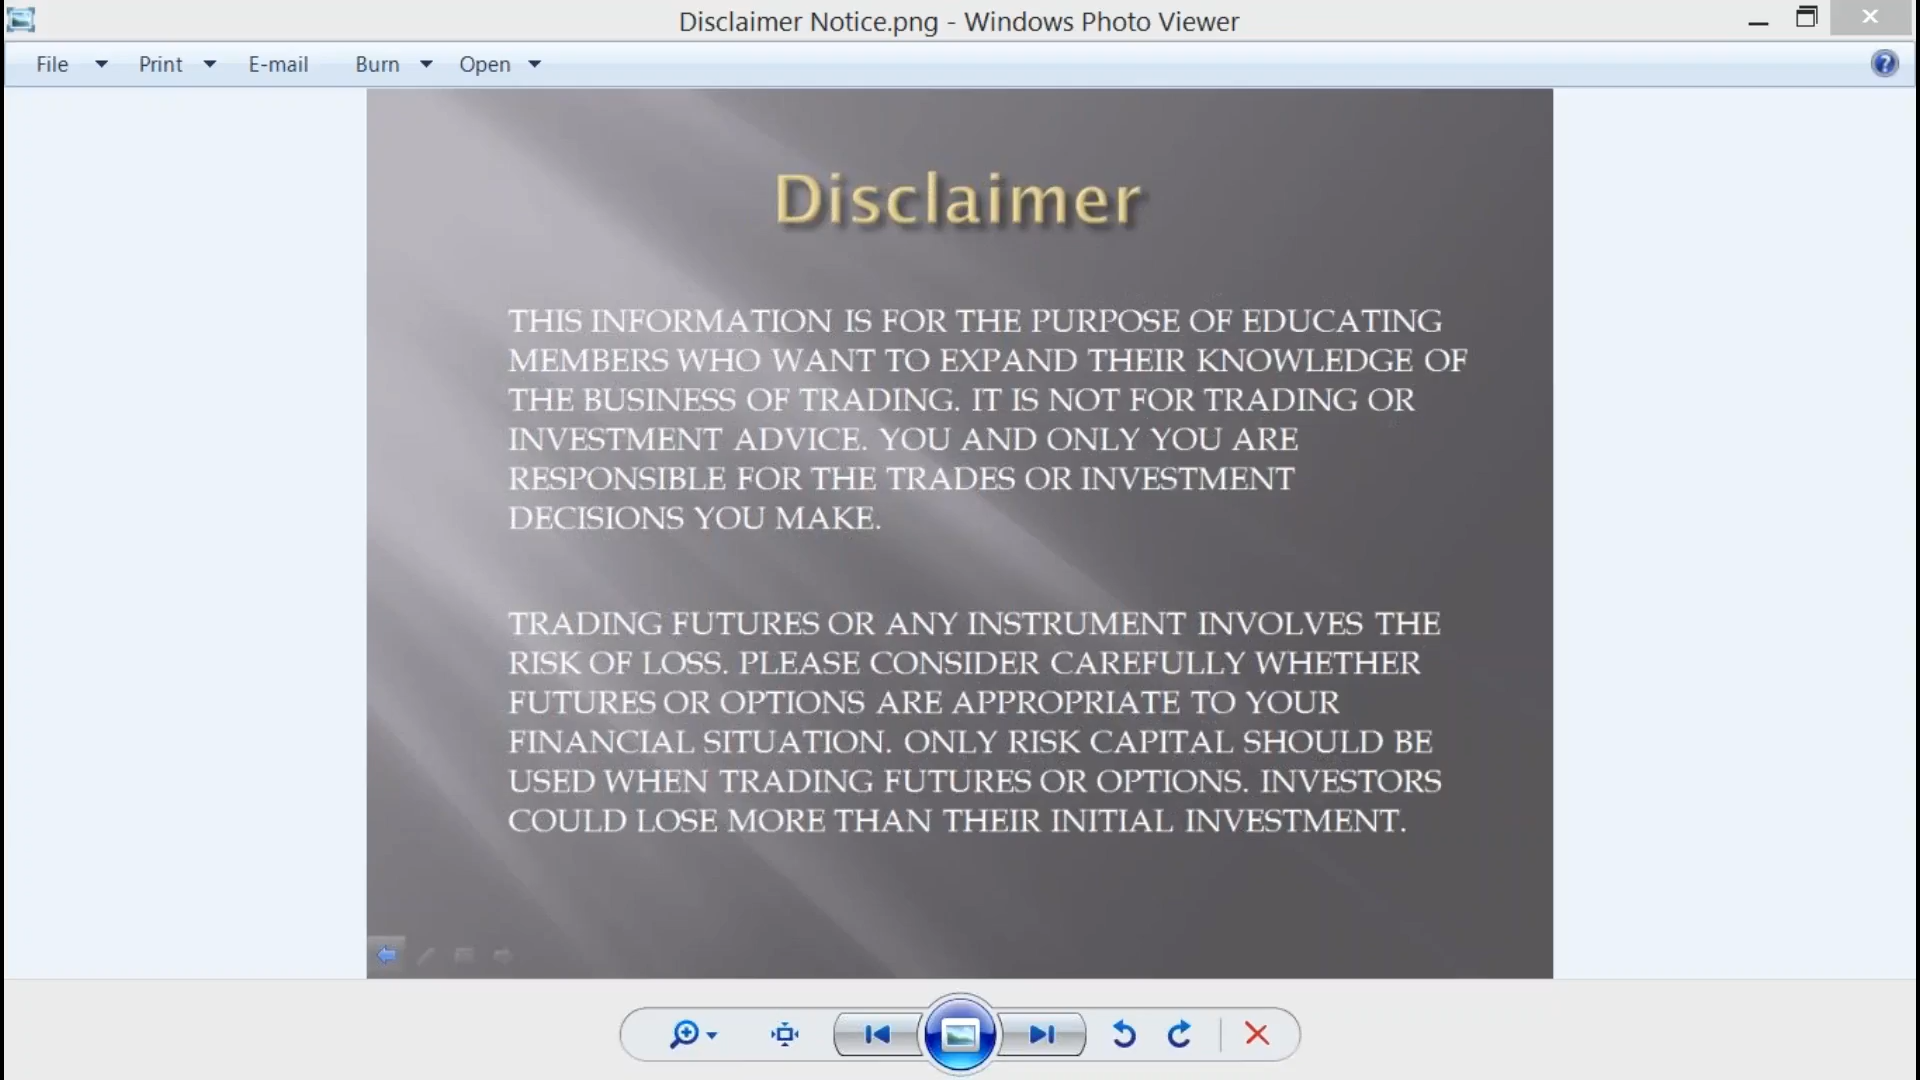 Disclaimer Notice.png - Windows Photo Viewer
File Print E-mail Burn Open
Disclaimer
THIS INFORMATION IS FOR THE PURPOSE OF EDUCATING
MEMBERS WHO WANT TO EXPAND THEIR KNOWLEDGE OF
THE BUSINESS OF TRADING. IT IS NOT FOR TRADING OR
INVESTMENT ADVICE. YOU AND ONLY YOU ARE
RESPONSIBLE FOR THE TRADES OR INVESTMENT
DECISIONS YOU MAKE.
TRADING FUTURES OR ANY INSTRUMENT INVOLVES THE
RISK OF LOSS. PLEASE CONSIDER CAREFULLY WHETHER
FUTURES OR OPTIONS ARE APPROPRIATE TO YOUR
FINANCIAL SITUATION. ONLY RISK CAPITAL SHOULD BE
USED WHEN TRADING FUTURES OR OPTIONS. INVESTORS
COULD LOSE MORE THAN THEIR INITIAL INVESTMENT.